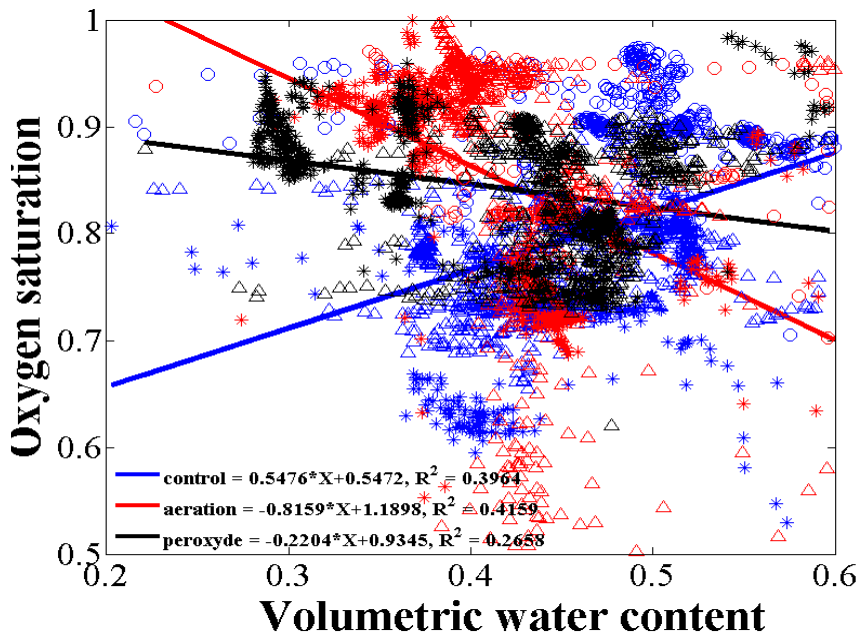 1
0.9
0.8
0.7
0.6
0.5
Oxygen saturation
control = 0.5476*X+0.5472, R² = 0.3964
aeration = -0.8159*X+1.1898, R² = 0.4159
peroxyde = -0.2204*X+0.9345, R² = 0.2658
0.2 0.3 0.4 0.5 0.6
Volumetric water content